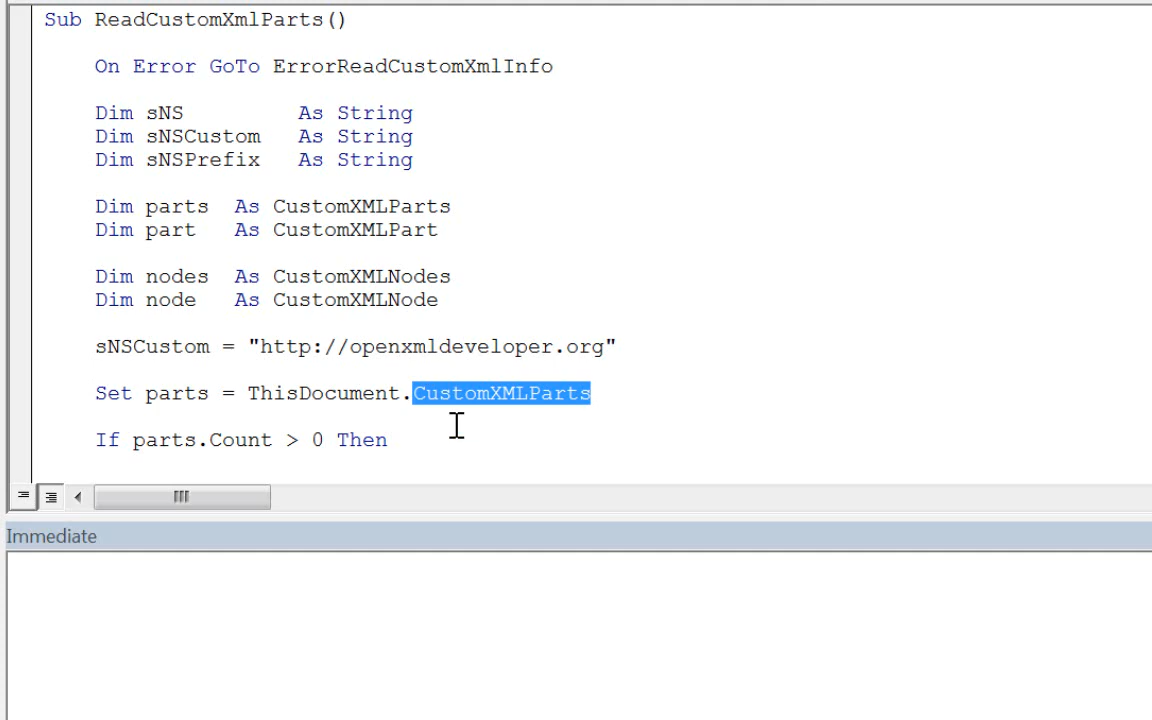 Sub ReadCustomXmlParts()
On Error GoTo ErrorReadCustomXmlInfo
Dim sNS As String
Dim sNSCustom As String
Dim sNSPrefix As String
Dim parts As CustomXMLParts
Dim part As CustomXMLPart
Dim nodes As CustomXMLNodes
Dim node As CustomXMLNode
sNSCustom = "http://openxmldeveloper.org"
Set parts = ThisDocument.CustomXMLParts
If parts.Count > 0 Then
Immediate